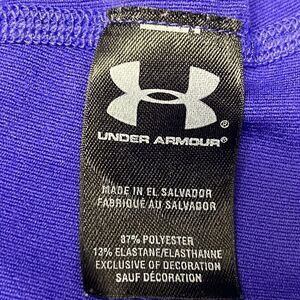 UNDER ARMOUR®
MADE IN EL SALVADOR
FABRIQUÉ AU SALVADOR
87% POLYESTER
13% ELASTANE/ELASTHANNE
EXCLUSIVE OF DECORATION
SAUF DÉCORATION